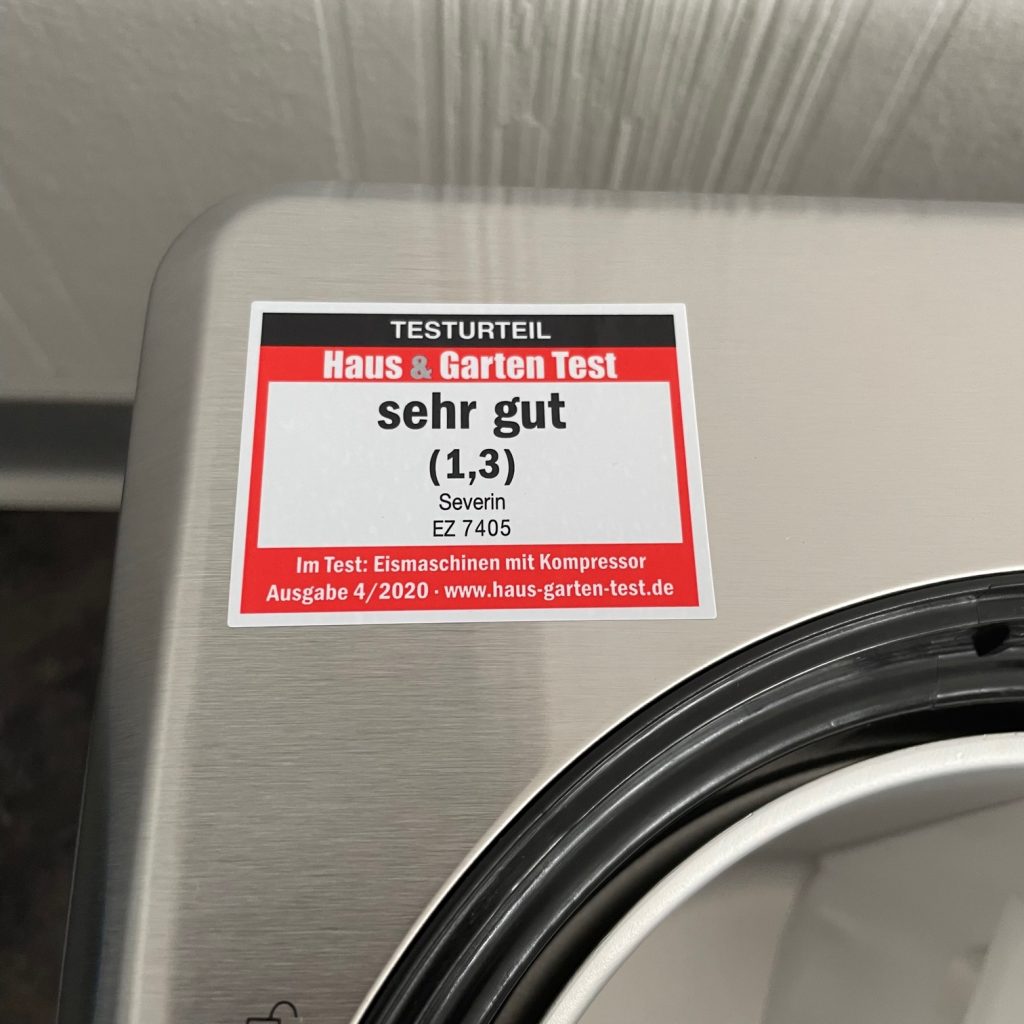 TESTURTEIL
Haus & Garten Test
sehr gut
(1,3)
Severin
EZ 7405
Im Test: Eismaschinen mit Kompressor
Ausgabe 4/2020 · www.haus-garten-test.de